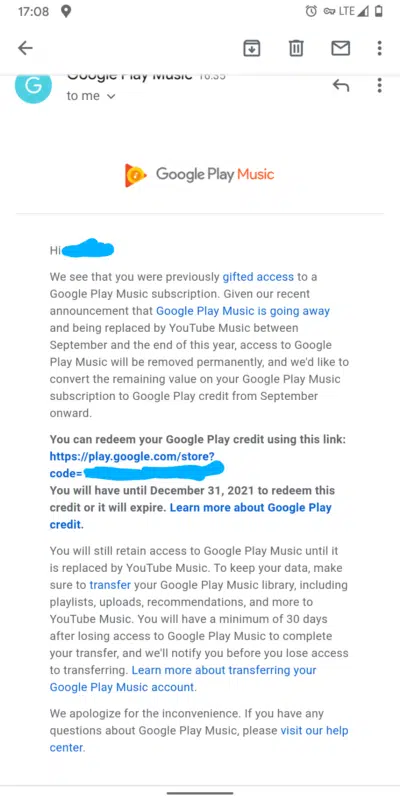 17:08
LTE
Google Play Music 16:35
G
to me
Google Play Music
Hi
We see that you were previously gifted access to a
Google Play Music subscription. Given our recent
announcement that Google Play Music is going away
and being replaced by YouTube Music between
September and the end of this year, access to Google
Play Music will be removed permanently, and we'd like to
convert the remaining value on your Google Play Music
subscription to Google Play credit from September
onward.
You can redeem your Google Play credit using this link:
https://play.google.com/store?
code=
You will have until December 31, 2021 to redeem this
credit or it will expire. Learn more about Google Play
credit.
You will still retain access to Google Play Music until it
is replaced by YouTube Music. To keep your data, make
sure to transfer your Google Play Music library, including
playlists, uploads, recommendations, and more to
YouTube Music. You will have a minimum of 30 days
after losing access to Google Play Music to complete
your transfer, and we'll notify you before you lose access
to transferring. Learn more about transferring your
Google Play Music account.
We apologize for the inconvenience. If you have any
questions about Google Play Music, please visit our help
center.